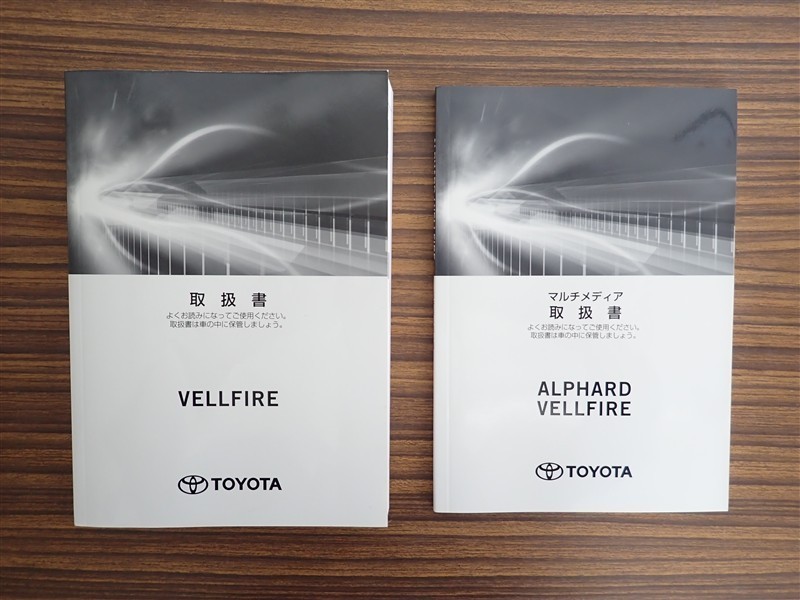 取扱書
よくお読みになってご使用ください。
取扱書は車の中に保管しましょう。
VELLFIRE
TOYOTA
マルチメディア
取扱書
よくお読みになってご使用ください。
取扱書は車の中に保管しましょう。
ALPHARD
VELLFIRE
TOYOTA